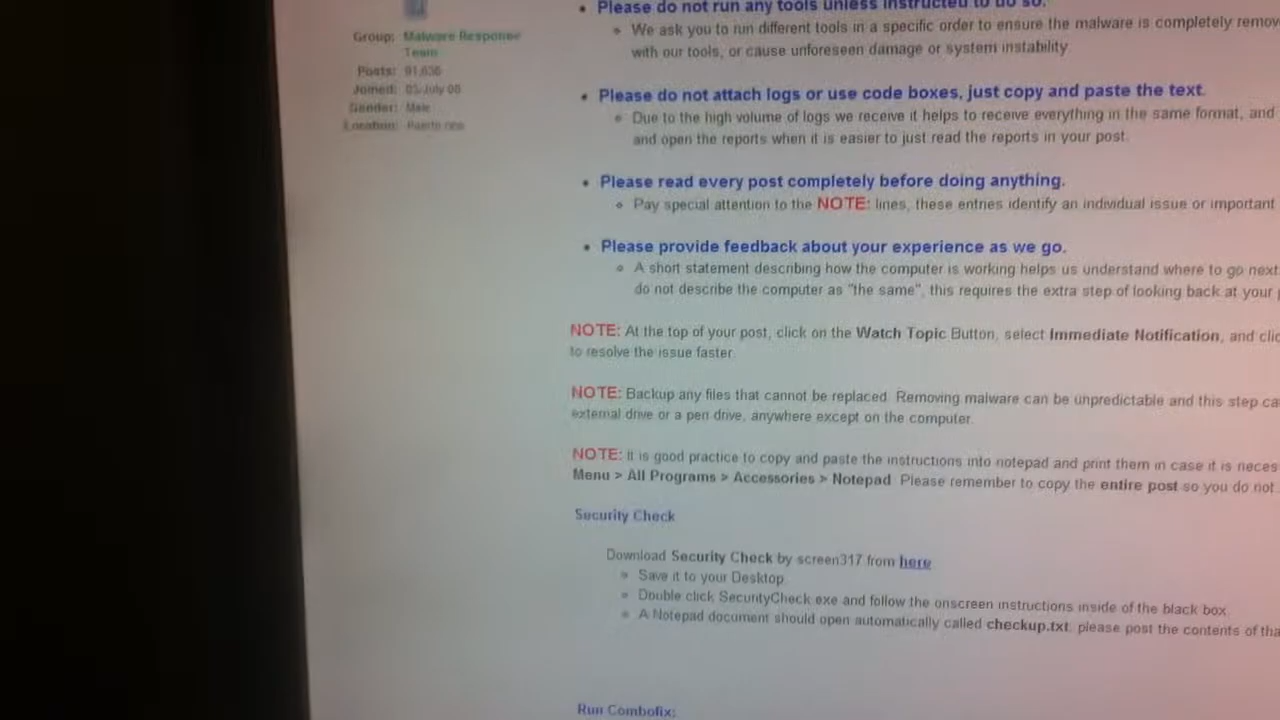 Please do not run any tools unless instructed to do so.
Group: Malware Response
Team
We ask you to run different tools in a specific order to ensure the malware is completely remov
with our tools, or cause unforeseen damage or system instability
Posts: 91,636
Joined:
Gender: Male
Location:
Please do not attach logs or use code boxes, just copy and paste the text.
Due to the high volume of logs we receive it helps to receive everything in the same format, and
and open the reports when it is easier to just read the reports in your post.
Please read every post completely before doing anything.
Pay special attention to the NOTE: lines, these entries identify an individual issue or important
Please provide feedback about your experience as we go.
A short statement describing how the computer is working helps us understand where to go next
do not describe the computer as "the same", this requires the extra step of looking back at your
NOTE: At the top of your post, click on the Watch Topic Button, select Immediate Notification, and clic
to resolve the issue faster.
NOTE: Backup any files that cannot be replaced. Removing malware can be unpredictable and this step ca
external drive or a pen drive, anywhere except on the computer.
NOTE: It is good practice to copy and paste the instructions into notepad and print them in case it is neces
Menu > All Programs > Accessories > Notepad. Please remember to copy the entire post so you do not
Security Check
Download Security Check by screen317 from here
Save it to your Desktop.
Double click SecurityCheck.exe and follow the onscreen instructions inside of the black box.
A Notepad document should open automatically called checkup.txt; please post the contents of tha
Run Combofix: